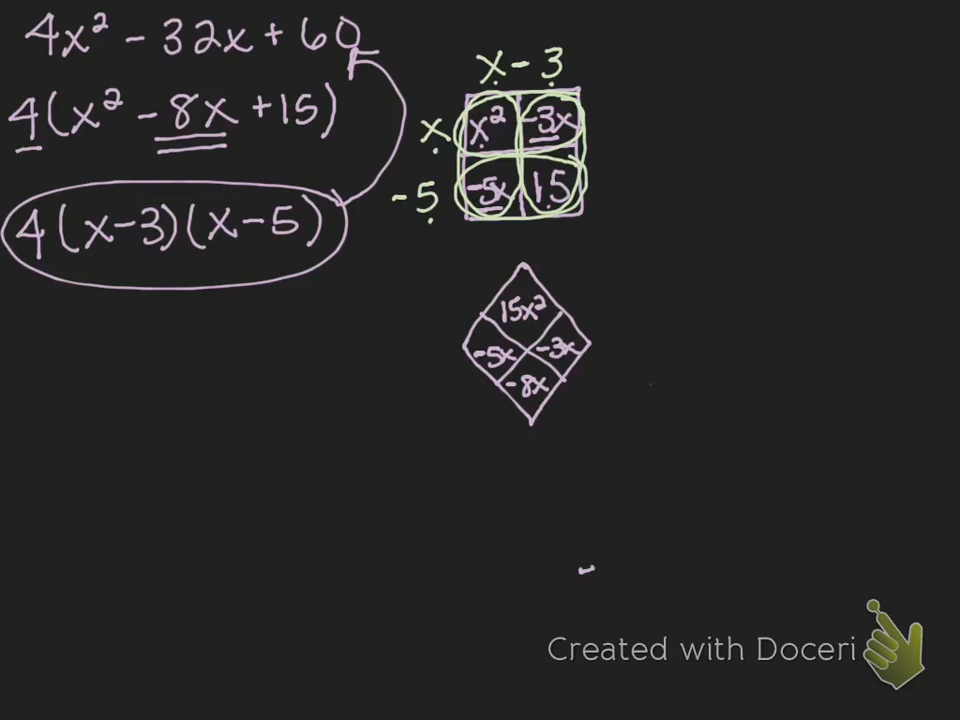 4x² - 32x + 60
4(x² - 8x + 15)
4(x-3)(x-5)
x - 3
x x² -3x
-5 -5x 15
15x²
-5x -3x
-8x
Created with Doceri